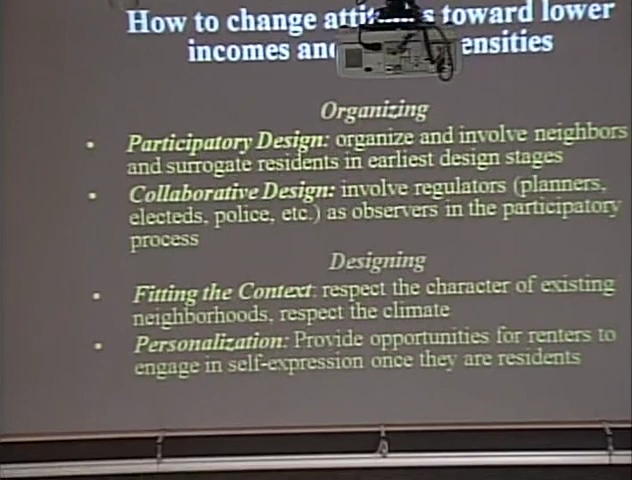 How to change attit s toward lower
incomes an ensities
Organizing
• Participatory Design: organize and involve neighbors
and surrogate residents in earliest design stages
• Collaborative Design: involve regulators (planners,
electeds, police, etc.) as observers in the participatory
process
Designing
• Fitting the Context: respect the character of existing
neighborhoods, respect the climate
• Personalization: Provide opportunities for renters to
engage in self-expression once they are residents